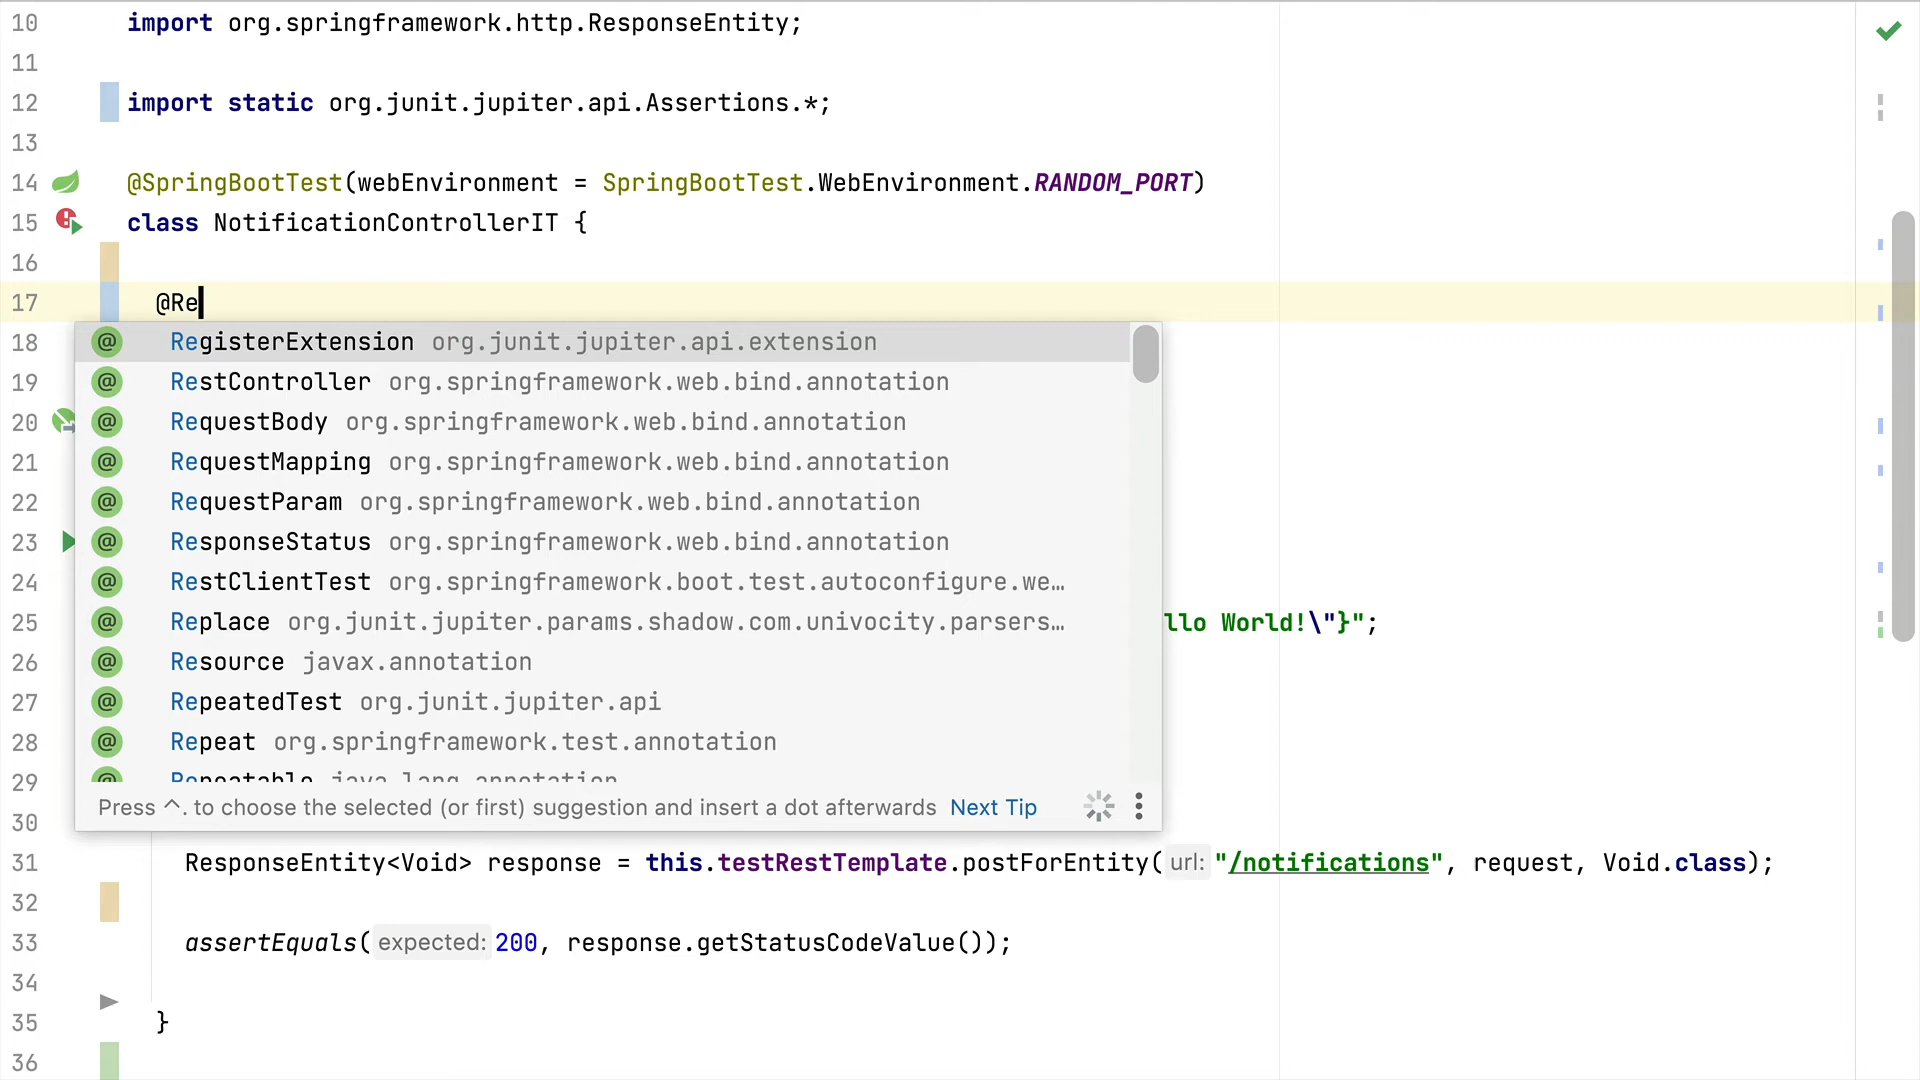 10 import org.springframework.http.ResponseEntity;
11
12 import static org.junit.jupiter.api.Assertions.*;
13
14 @SpringBootTest(webEnvironment = SpringBootTest.WebEnvironment.RANDOM_PORT)
15 class NotificationControllerIT {
16
17 @Re
18 @ RegisterExtension org.junit.jupiter.api.extension
19 @ RestController org.springframework.web.bind.annotation
20 @ RequestBody org.springframework.web.bind.annotation
21 @ RequestMapping org.springframework.web.bind.annotation
22 @ RequestParam org.springframework.web.bind.annotation
23 @ ResponseStatus org.springframework.web.bind.annotation
24 @ RestClientTest org.springframework.boot.test.autoconfigure.we…
25 @ Replace org.junit.jupiter.params.shadow.com.univocity.parsers… llo World!\"}";
26 @ Resource javax.annotation
27 @ RepeatedTest org.junit.jupiter.api
28 @ Repeat org.springframework.test.annotation
29 @ Repeatable java.lang.annotation
30 Press ^. to choose the selected (or first) suggestion and insert a dot afterwards Next Tip
31 ResponseEntity<Void> response = this.testRestTemplate.postForEntity( url: "/notifications", request, Void.class);
32
33 assertEquals( expected: 200, response.getStatusCodeValue());
34
35 }
36